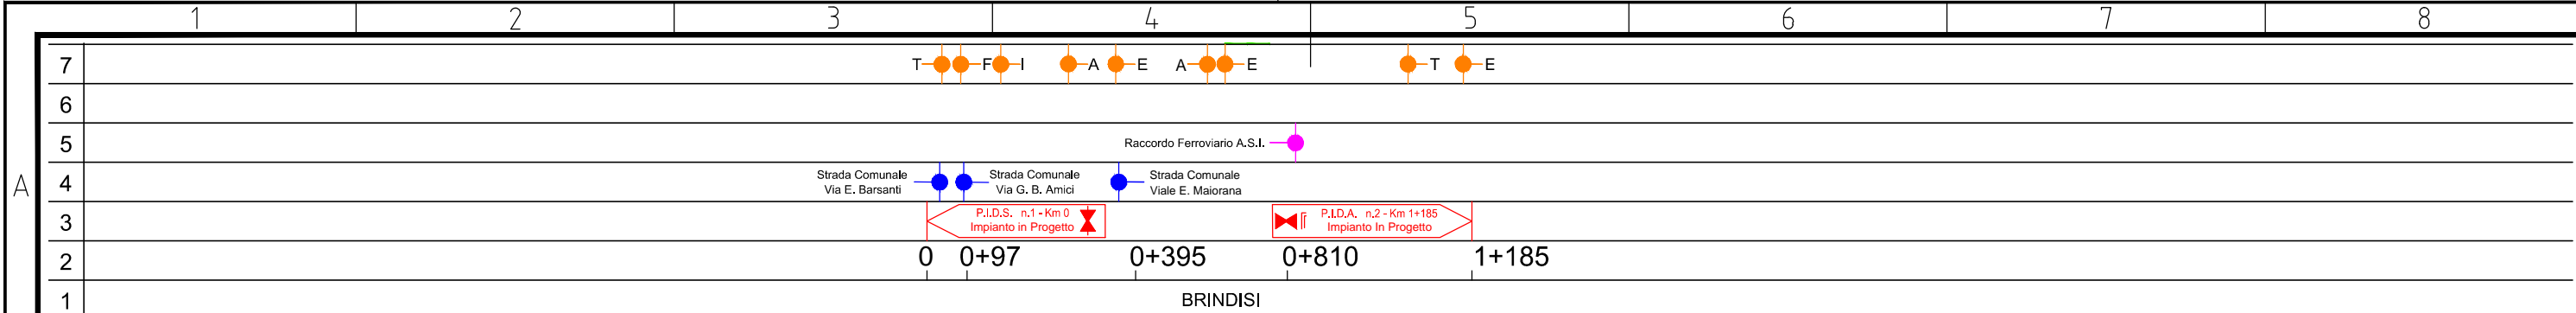 1 2 3 4 5 6 7 8
7 T F I A E A E T E
6
5 Raccordo Ferroviario A.S.I.
A
4 Strada Comunale Strada Comunale Strada Comunale
Via E. Barsanti Via G. B. Amici Viale E. Maiorana
3 P.I.D.S. n.1 - Km 0 P.I.D.A. n.2 - Km 1+185
Impianto in Progetto Impianto In Progetto
2 0 0+97 0+395 0+810 1+185
1 BRINDISI